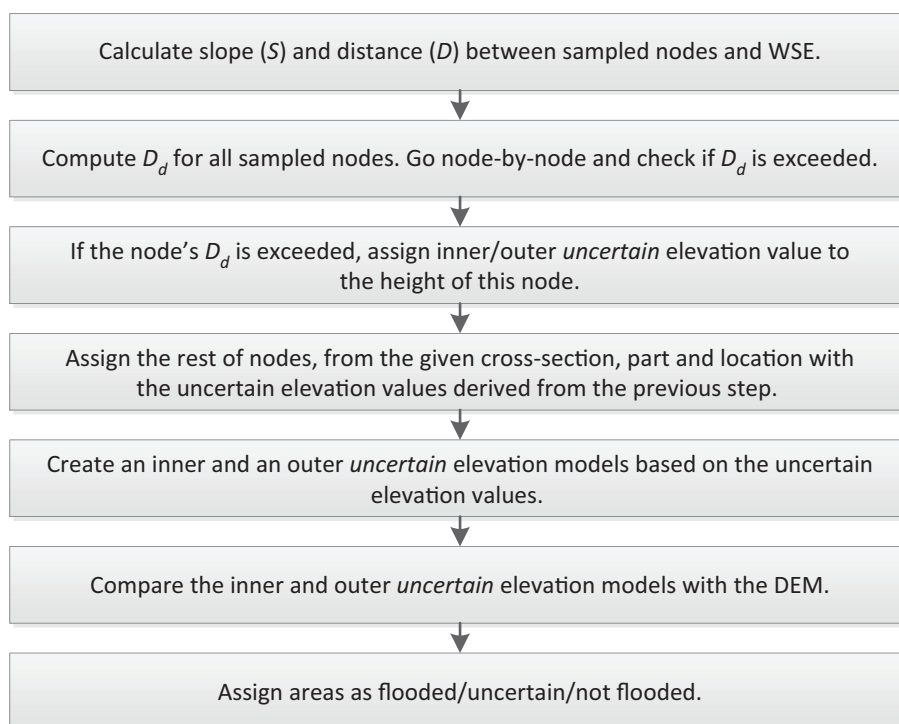 Calculate slope (S) and distance (D) between sampled nodes and WSE.
Compute D_d for all sampled nodes. Go node-by-node and check if D_d is exceeded.
If the node's D_d is exceeded, assign inner/outer uncertain elevation value to
the height of this node.
Assign the rest of nodes, from the given cross-section, part and location with
the uncertain elevation values derived from the previous step.
Create an inner and an outer uncertain elevation models based on the uncertain
elevation values.
Compare the inner and outer uncertain elevation models with the DEM.
Assign areas as flooded/uncertain/not flooded.